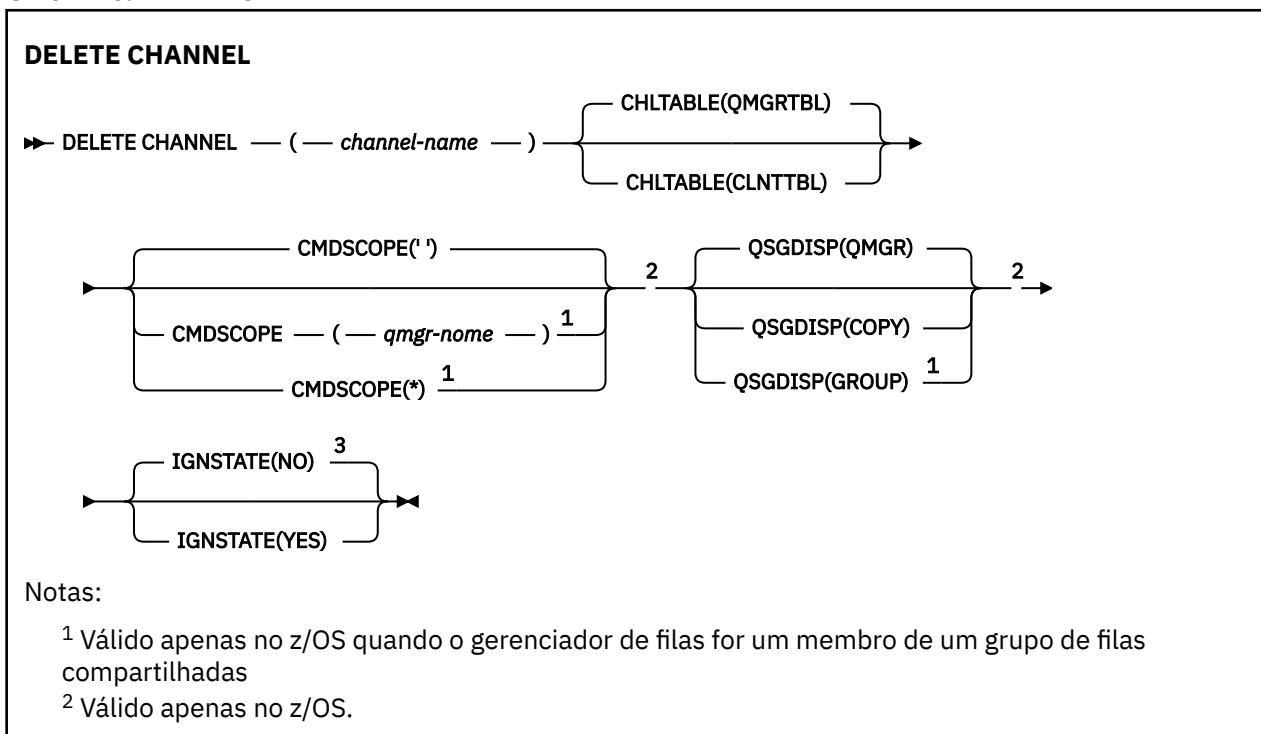 DELETE CHANNEL
CHLTABLE(QMGRTBL)
DELETE CHANNEL ( channel-name )
CHLTABLE(CLNTTBL)
CMDSCOPE(' ') QSGDISP(QMGR)
2 2
CMDSCOPE ( qmgr-nome ) 1 QSGDISP(COPY)
CMDSCOPE(*) 1 QSGDISP(GROUP) 1
IGNSTATE(NO) 3
IGNSTATE(YES)
Notas:
1 Válido apenas no z/OS quando o gerenciador de filas for um membro de um grupo de filas
compartilhadas
2 Válido apenas no z/OS.